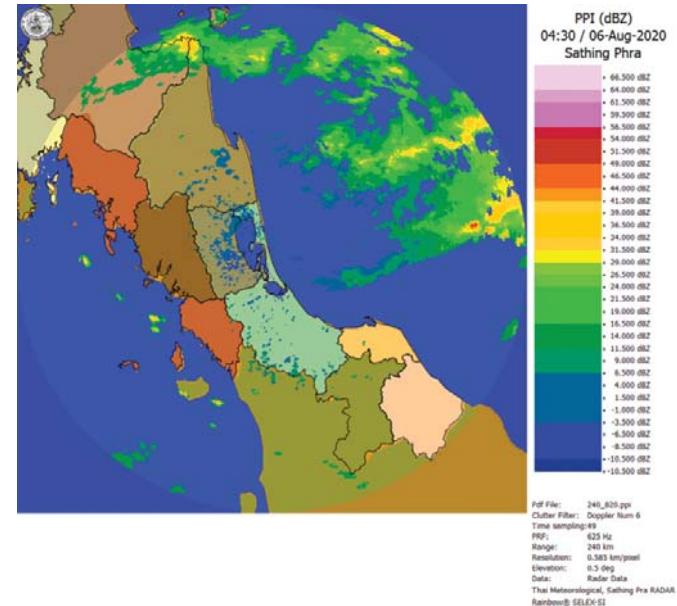 PPI (dBZ)
04:30 / 06-Aug-2020
Sathing Phra
66.500 dBZ
64.000 dBZ
61.500 dBZ
59.500 dBZ
56.500 dBZ
54.000 dBZ
51.500 dBZ
49.000 dBZ
46.500 dBZ
44.000 dBZ
41.500 dBZ
39.000 dBZ
36.500 dBZ
34.000 dBZ
31.500 dBZ
29.000 dBZ
26.500 dBZ
24.000 dBZ
21.500 dBZ
19.000 dBZ
16.500 dBZ
14.000 dBZ
11.500 dBZ
9.000 dBZ
6.500 dBZ
4.000 dBZ
1.500 dBZ
-1.000 dBZ
-3.500 dBZ
-6.500 dBZ
-8.500 dBZ
-10.500 dBZ
-10.500 dBZ
Pdf File: 240_820.ppi
Clutter Filter: Doppler Num 6
Time sampling:49
PRF: 625 Hz
Range: 240 km
Resolution: 0.585 km/pixel
Elevation: 0.5 deg
Data: Radar Data
Thai Meteorological, Sathing Pra RADAR
Rainbow® SELEX-SI